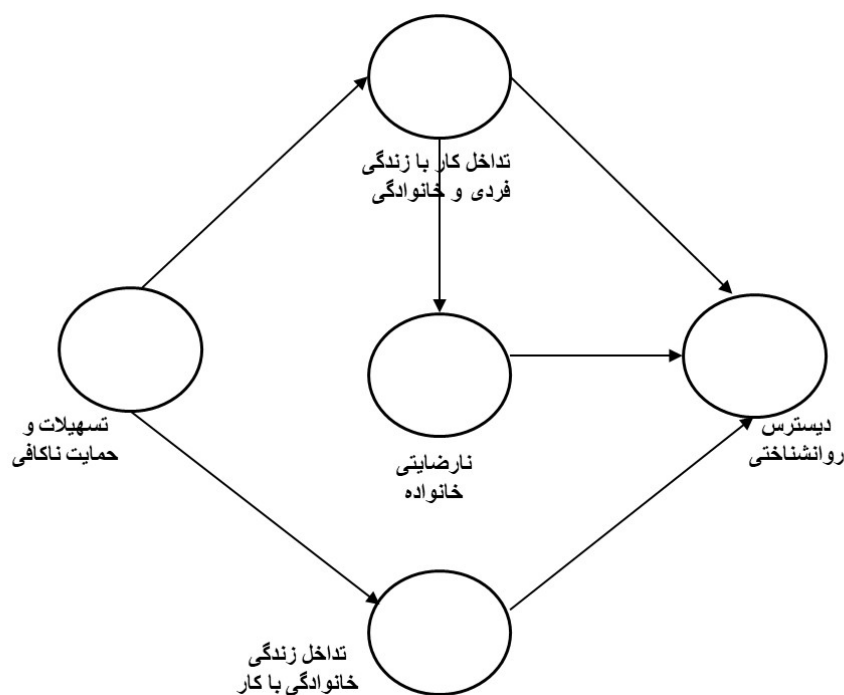 تداخل کار با زندگی
فردی و خانوادگی
تسهیلات و
حمایت ناکافی
نارضایتی
خانواده
دیسترس
روانشناختی
تداخل زندگی
خانوادگی با کار